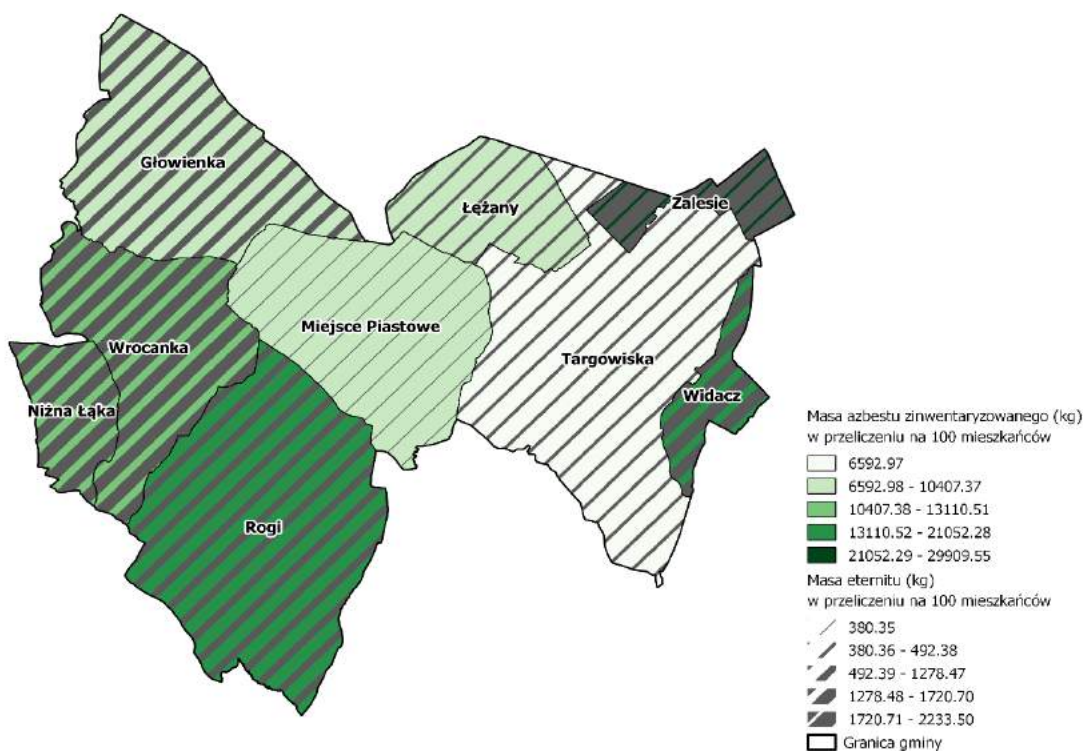 Głowienka
Łężany
Zalesie
Miejsce Piastowe
Wrocanka
Targowiska
Niżna Łąka
Widacz
Rogi
Masa azbestu zinwentaryzowanego (kg)
w przeliczeniu na 100 mieszkańców
6592.97
6592.98 - 10407.37
10407.38 - 13110.51
13110.52 - 21052.28
21052.29 - 29909.55
Masa eternitu (kg)
w przeliczeniu na 100 mieszkańców
380.35
380.36 - 492.38
492.39 - 1278.47
1278.48 - 1720.70
1720.71 - 2233.50
Granica gminy